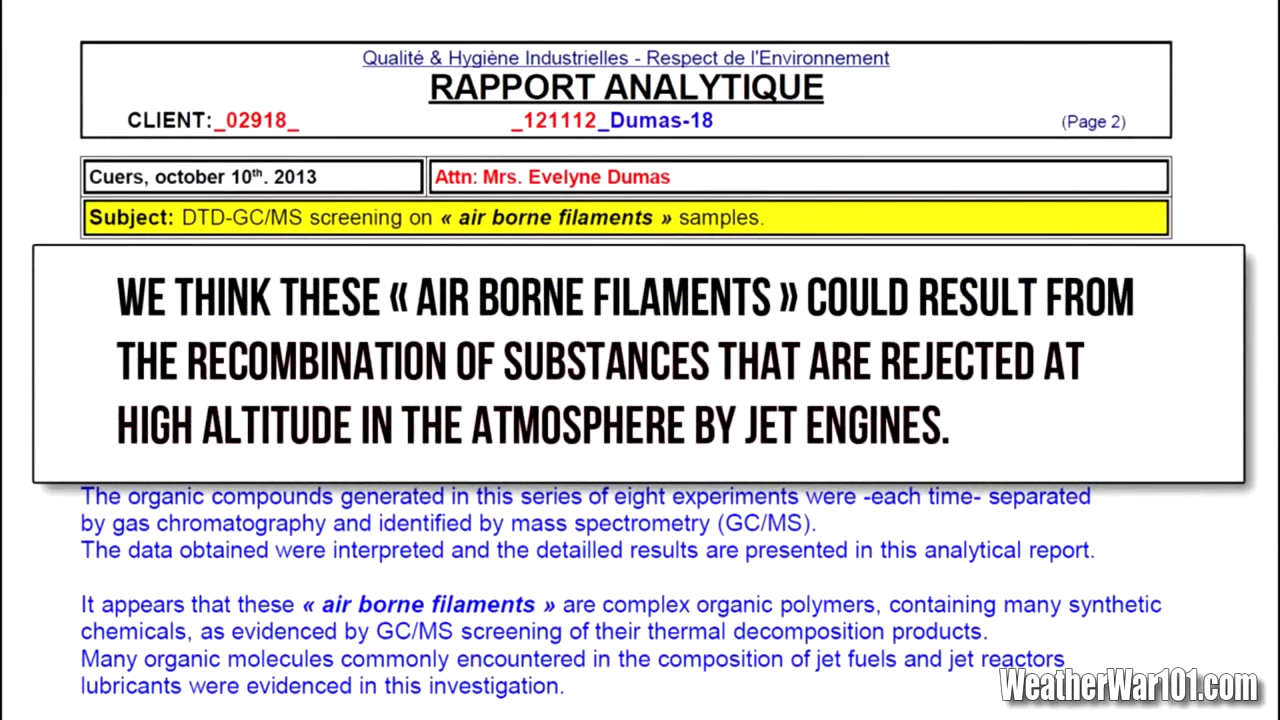 Qualité & Hygiène Industrielles - Respect de l'Environnement
RAPPORT ANALYTIQUE
CLIENT:_02918_ _121112_Dumas-18 (Page 2)
Cuers, october 10th. 2013 Attn: Mrs. Evelyne Dumas
Subject: DTD-GC/MS screening on « air borne filaments » samples.
WE THINK THESE « AIR BORNE FILAMENTS » COULD RESULT FROM
THE RECOMBINATION OF SUBSTANCES THAT ARE REJECTED AT
HIGH ALTITUDE IN THE ATMOSPHERE BY JET ENGINES.
The organic compounds generated in this series of eight experiments were -each time- separated
by gas chromatography and identified by mass spectrometry (GC/MS).
The data obtained were interpreted and the detailled results are presented in this analytical report.
It appears that these « air borne filaments » are complex organic polymers, containing many synthetic
chemicals, as evidenced by GC/MS screening of their thermal decomposition products.
Many organic molecules commonly encountered in the composition of jet fuels and jet reactors
lubricants were evidenced in this investigation.
WeatherWar101.com